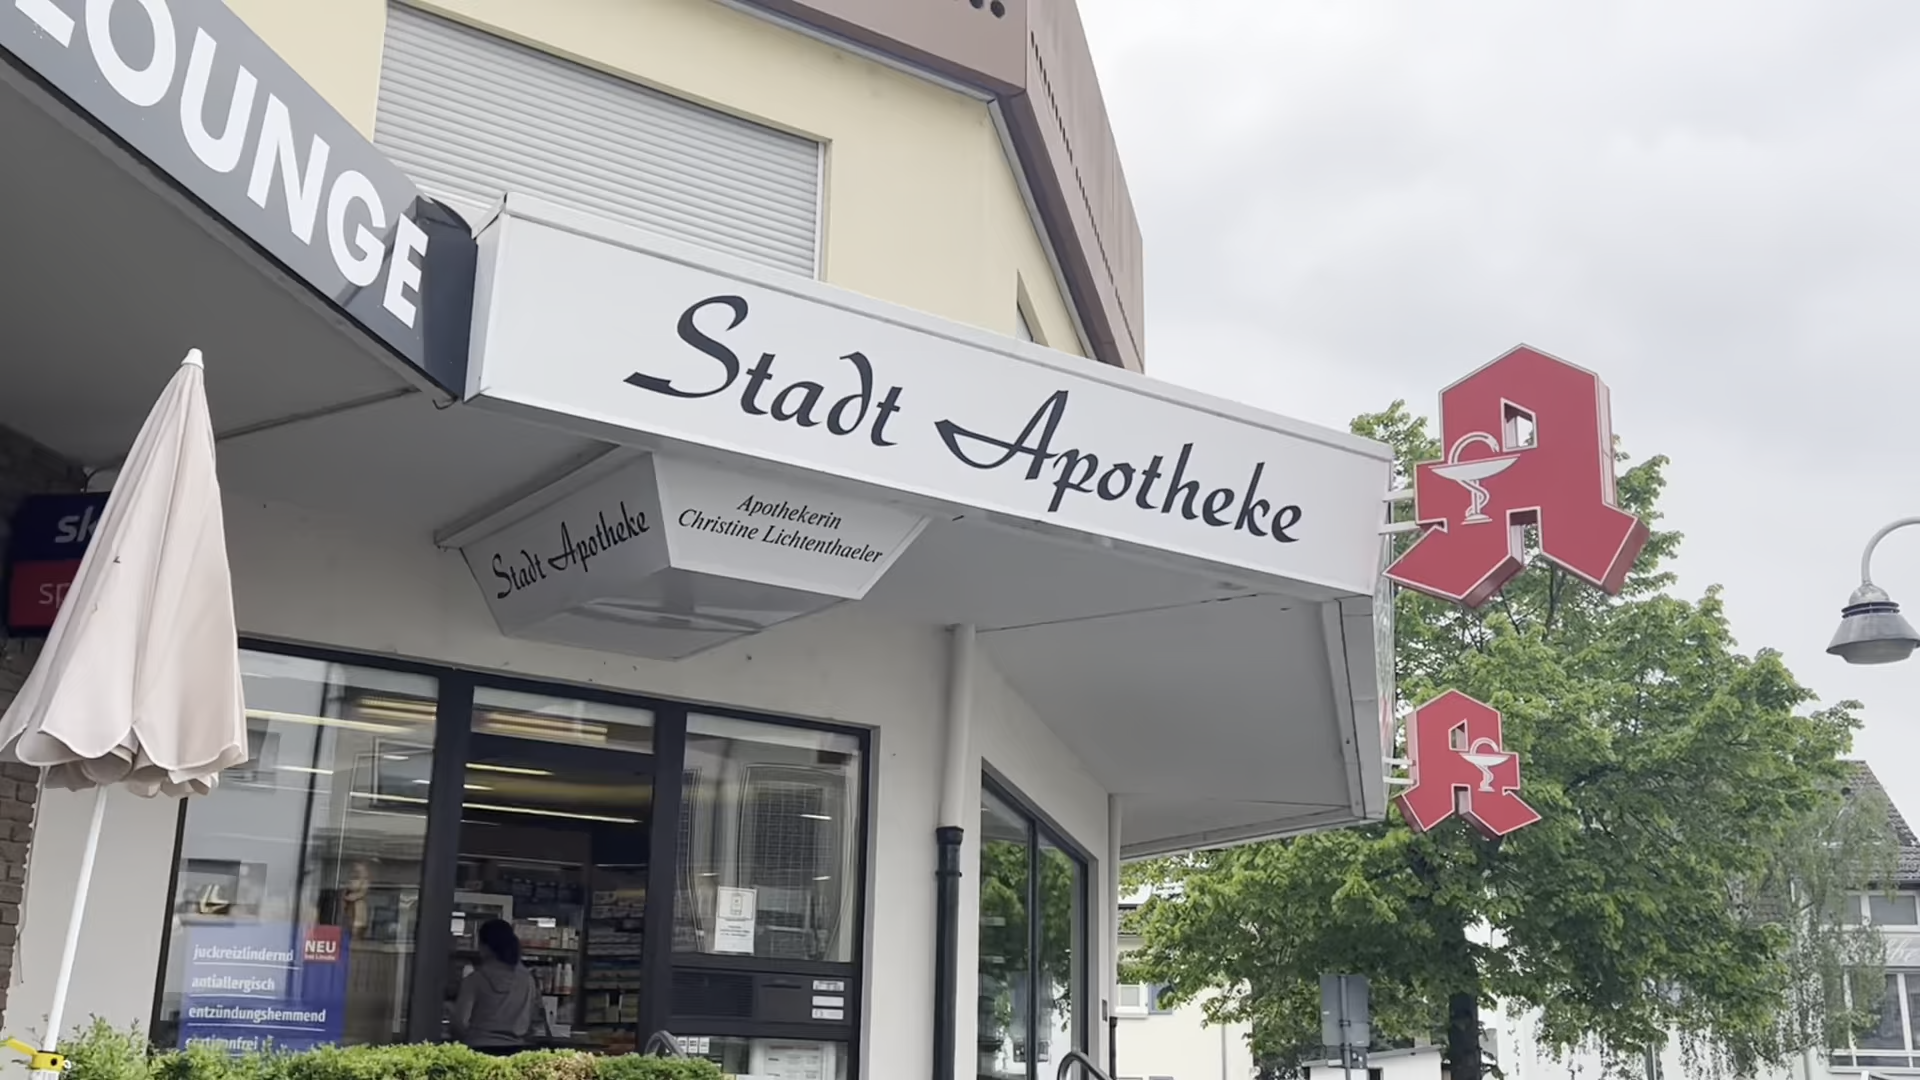 LOUNGE
Stadt Apotheke
Stadt Apotheke
Apothekerin
Christine Lichtenthaeler
juckreizlindernd
NEU
antiallergisch
entzündungshemmend